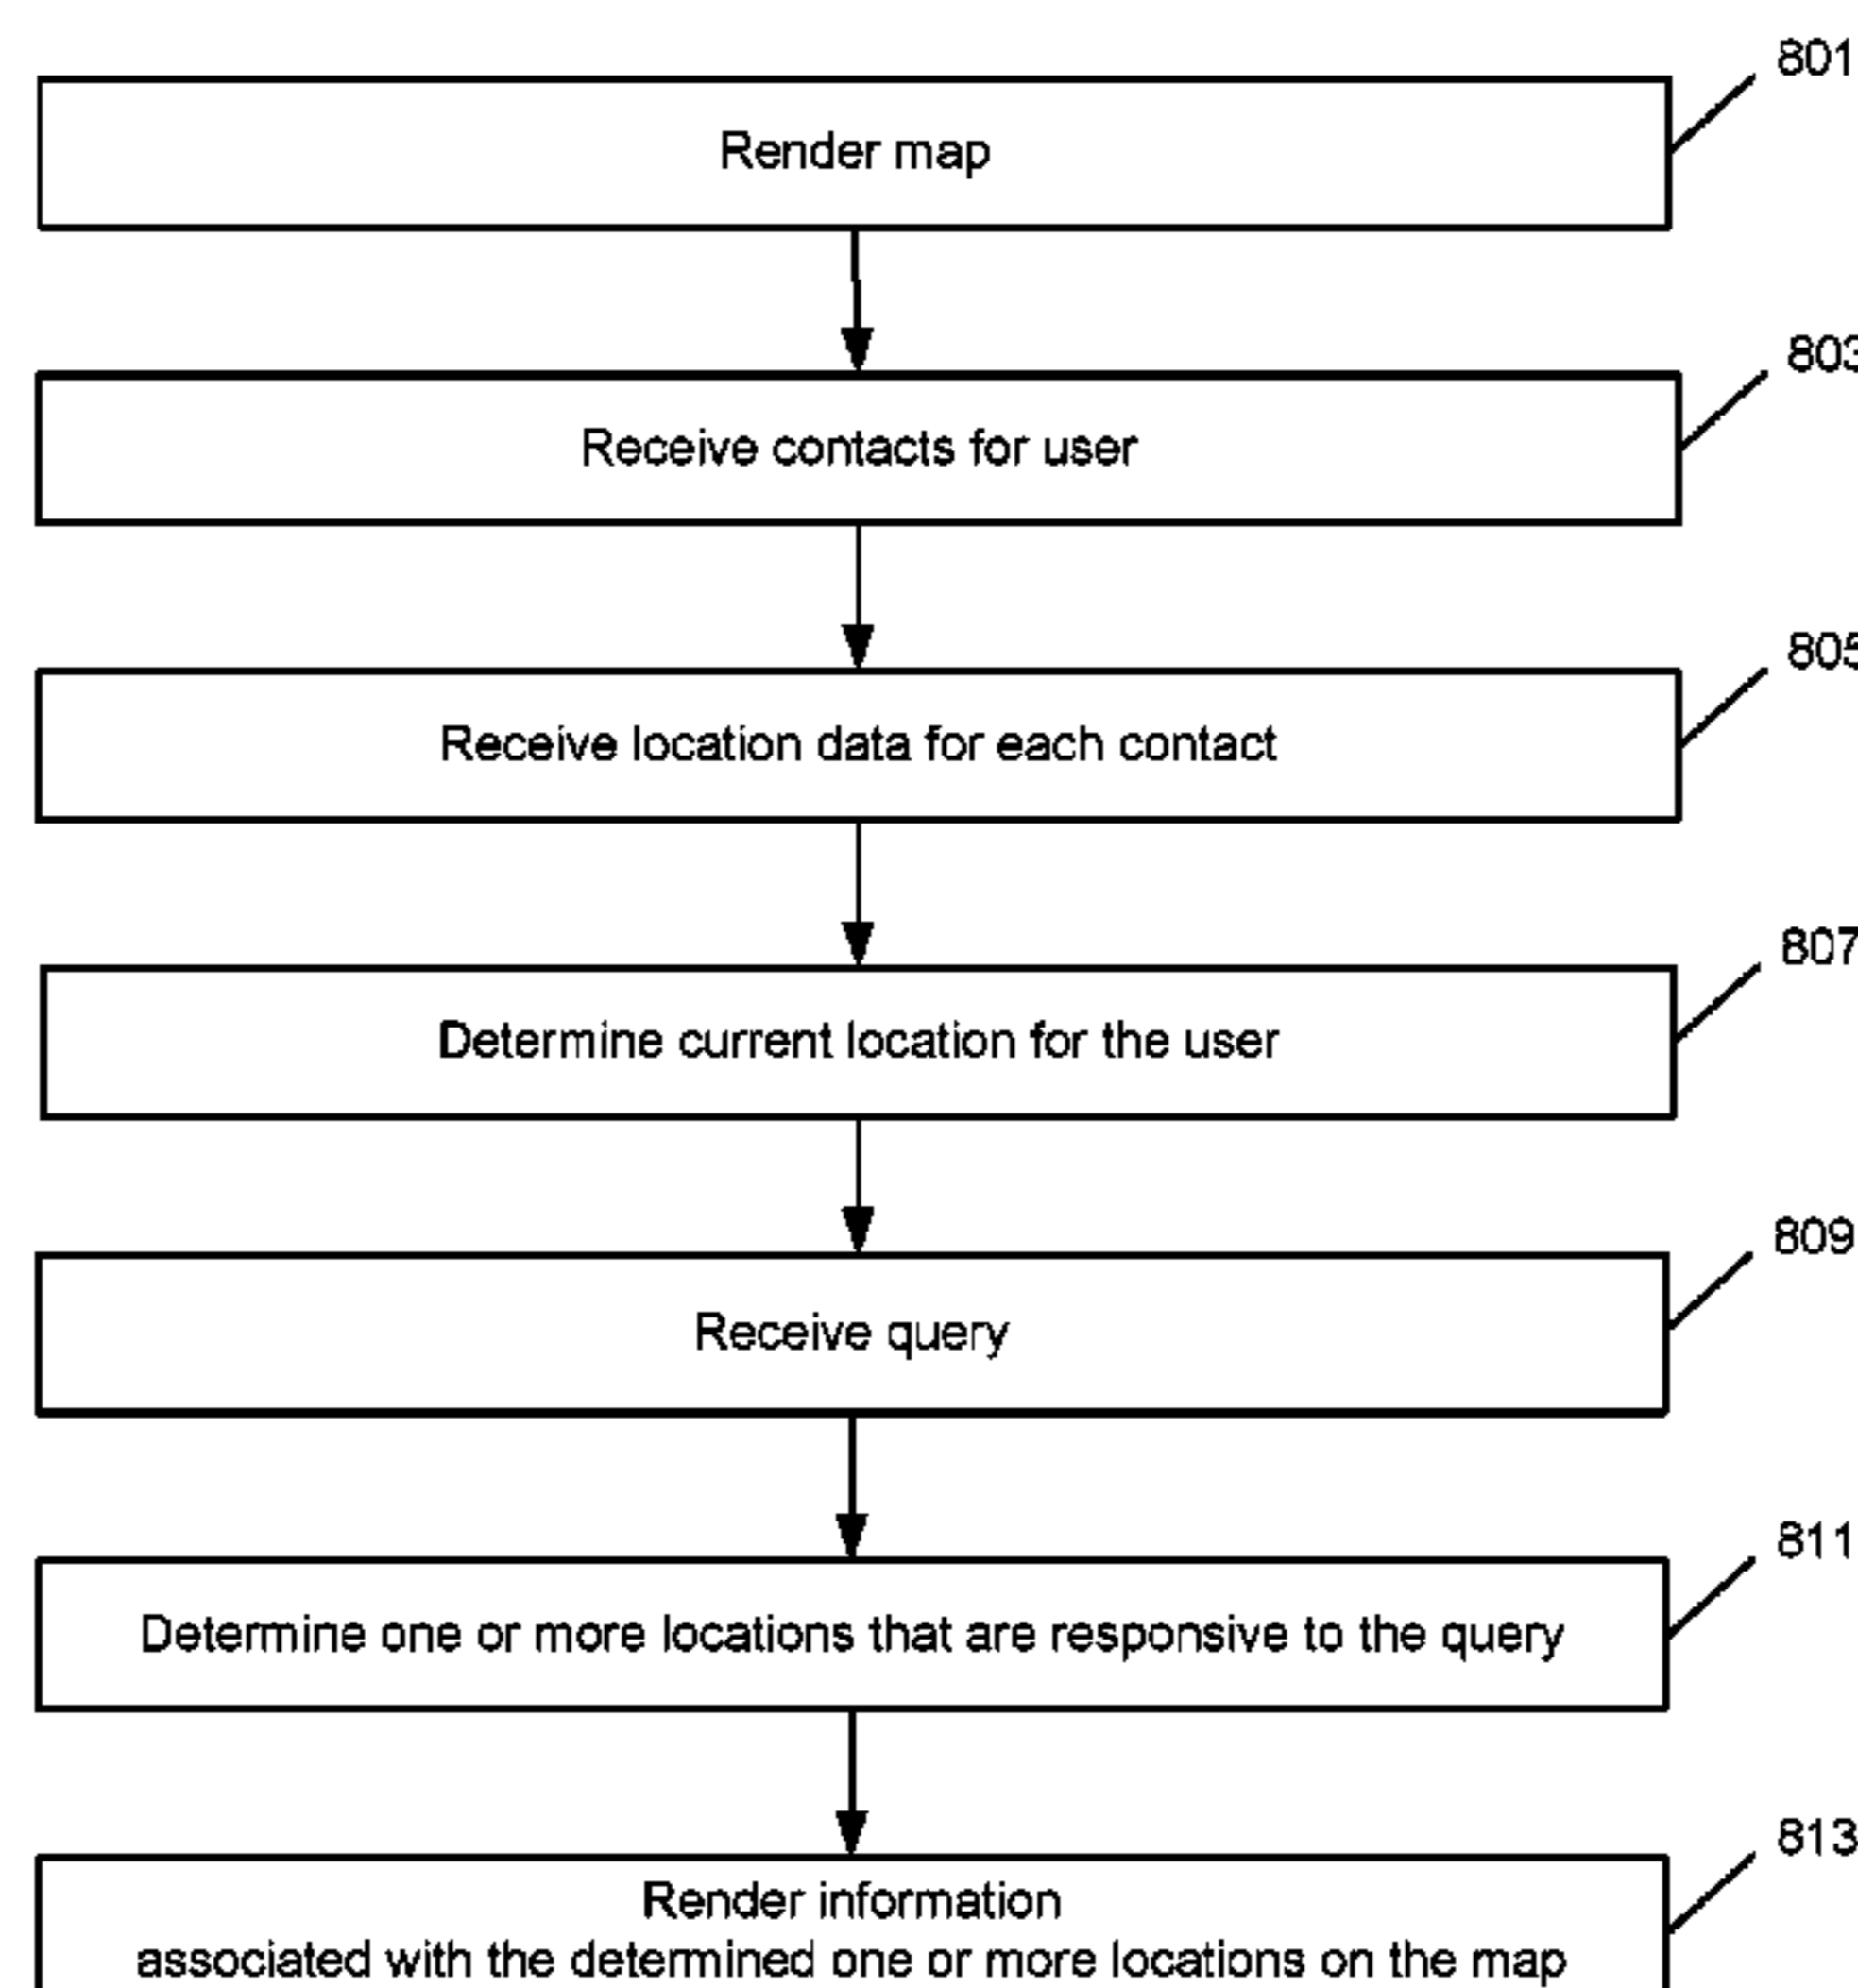 801
Render map
803
Receive contacts for user
805
Receive location data for each contact
807
Determine current location for the user
809
Receive query
811
Determine one or more locations that are responsive to the query
813
Render information
associated with the determined one or more locations on the map